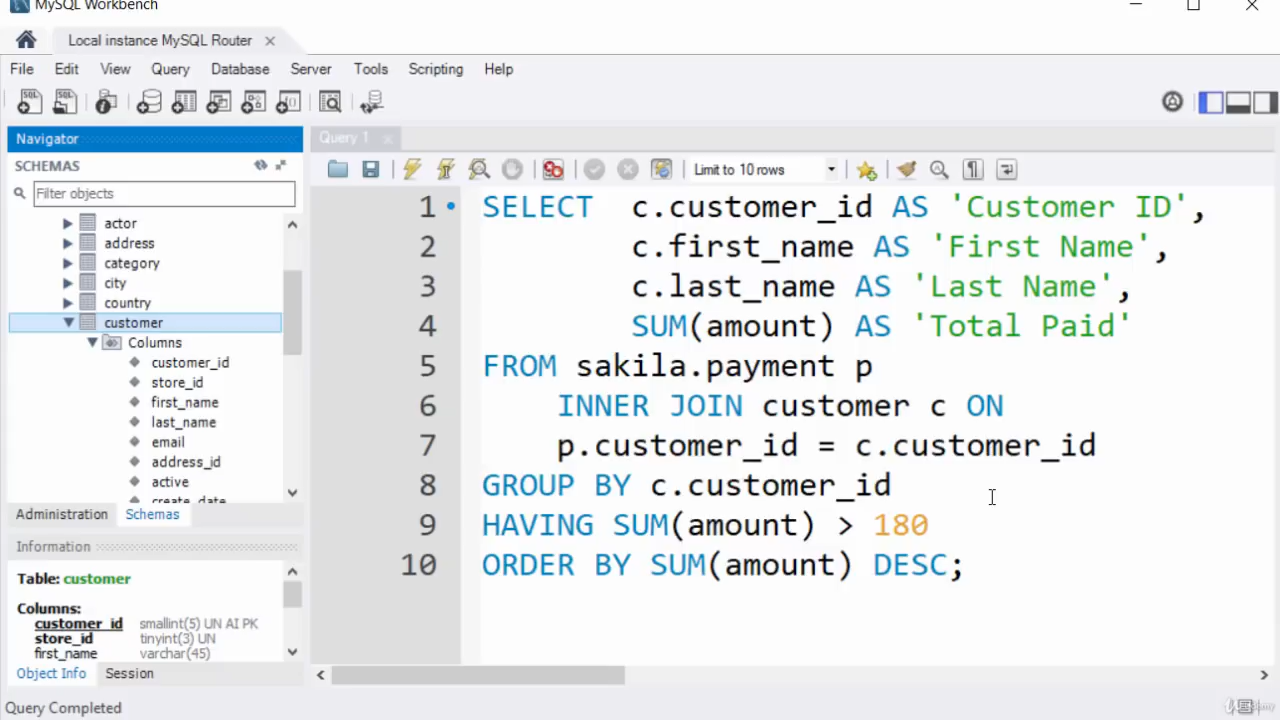 MySQL Workbench
Local instance MySQL Router
File Edit View Query Database Server Tools Scripting Help
Navigator
SCHEMAS
Filter objects
actor
address
category
city
country
customer
Columns
customer_id
store_id
first_name
last_name
email
address_id
active
create_date
Administration Schemas
Information
Table: customer
Columns:
customer_id smallint(5) UN AI PK
store_id tinyint(3) UN
first_name varchar(45)
Object Info Session
Query 1
Limit to 10 rows
1 SELECT c.customer_id AS 'Customer ID',
2 c.first_name AS 'First Name',
3 c.last_name AS 'Last Name',
4 SUM(amount) AS 'Total Paid'
5 FROM sakila.payment p
6 INNER JOIN customer c ON
7 p.customer_id = c.customer_id
8 GROUP BY c.customer_id
9 HAVING SUM(amount) > 180
10 ORDER BY SUM(amount) DESC;
Query Completed